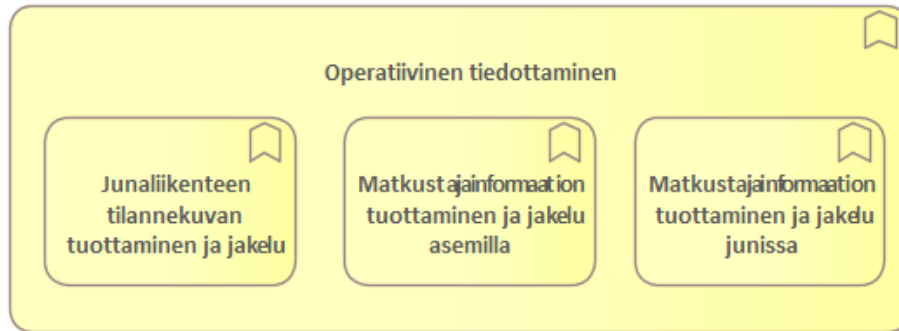 Operatiivinen tiedottaminen
Junaliikenteen
tilannekuvan
tuottaminen ja jakelu
Matkustajainformaation
tuottaminen ja jakelu
asemilla
Matkustajainformaation
tuottaminen ja jakelu
junissa